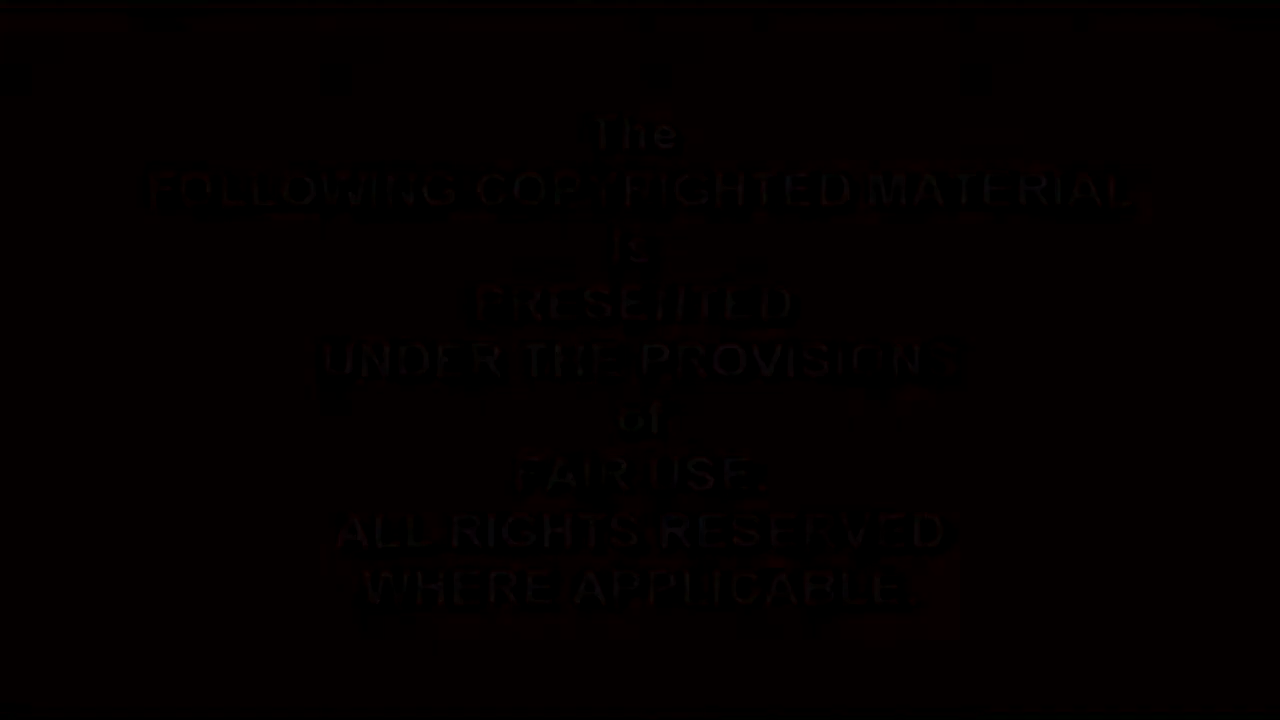 The
FOLLOWING COPYRIGHTED MATERIAL
is
PRESENTED
UNDER THE PROVISIONS
of
FAIR USE.
ALL RIGHTS RESERVED
WHERE APPLICABLE.